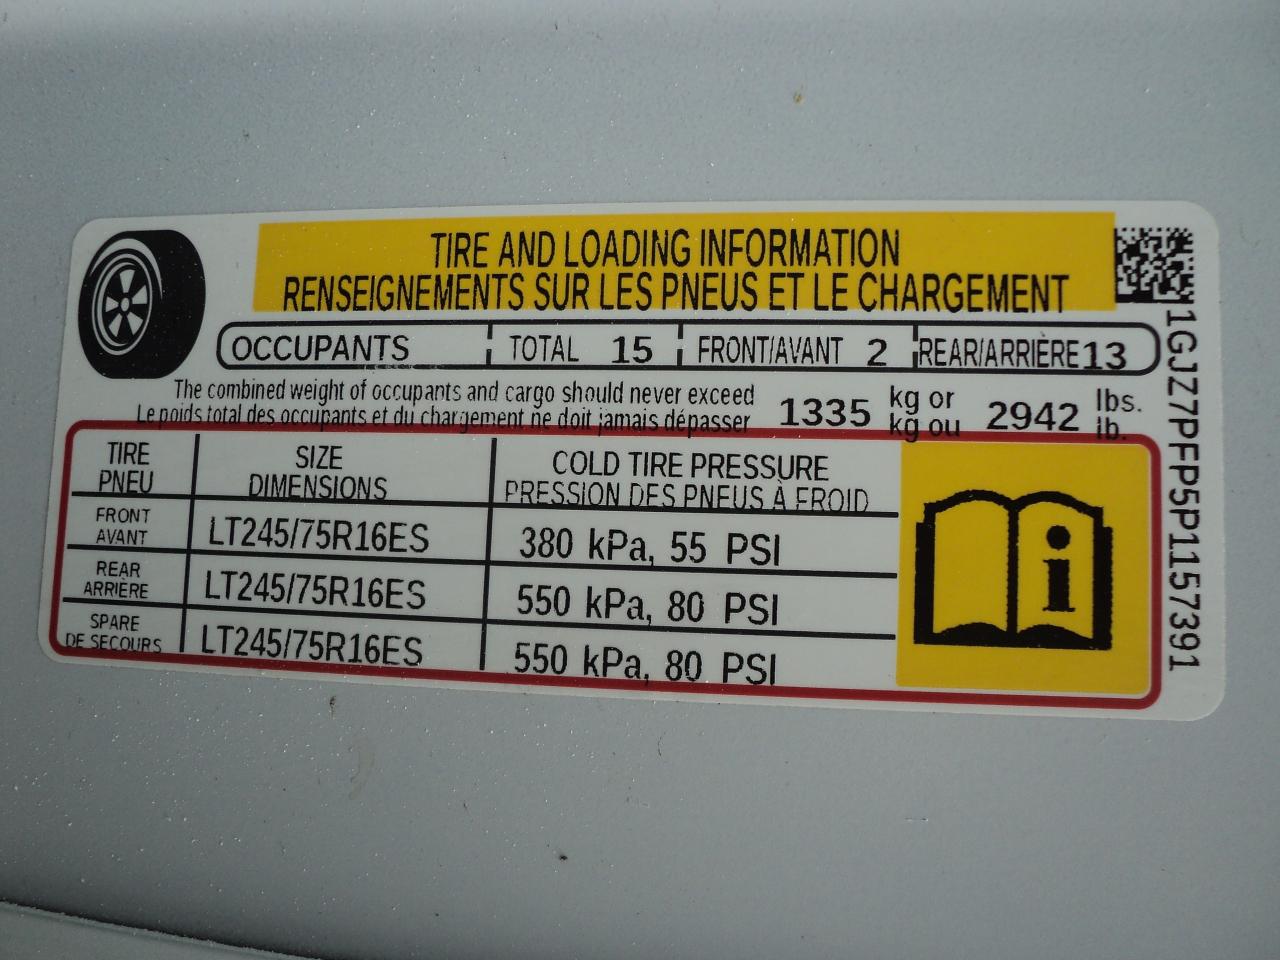 TIRE AND LOADING INFORMATION
RENSEIGNEMENTS SUR LES PNEUS ET LE CHARGEMENT
OCCUPANTS TOTAL 15 FRONT/AVANT 2 REAR/ARRIÈRE 13
The combined weight of occupants and cargo should never exceed 1335 kg or 2942 lbs.
Le poids total des occupants et du chargement ne doit jamais dépasser kg ou lb.
TIRE SIZE COLD TIRE PRESSURE
PNEU DIMENSIONS PRESSION DES PNEUS À FROID
FRONT
AVANT LT245/75R16ES 380 kPa, 55 PSI
REAR
ARRIÈRE LT245/75R16ES 550 kPa, 80 PSI
SPARE
DE SECOURS LT245/75R16ES 550 kPa, 80 PSI
i
1GJZ7PFP5P1157391